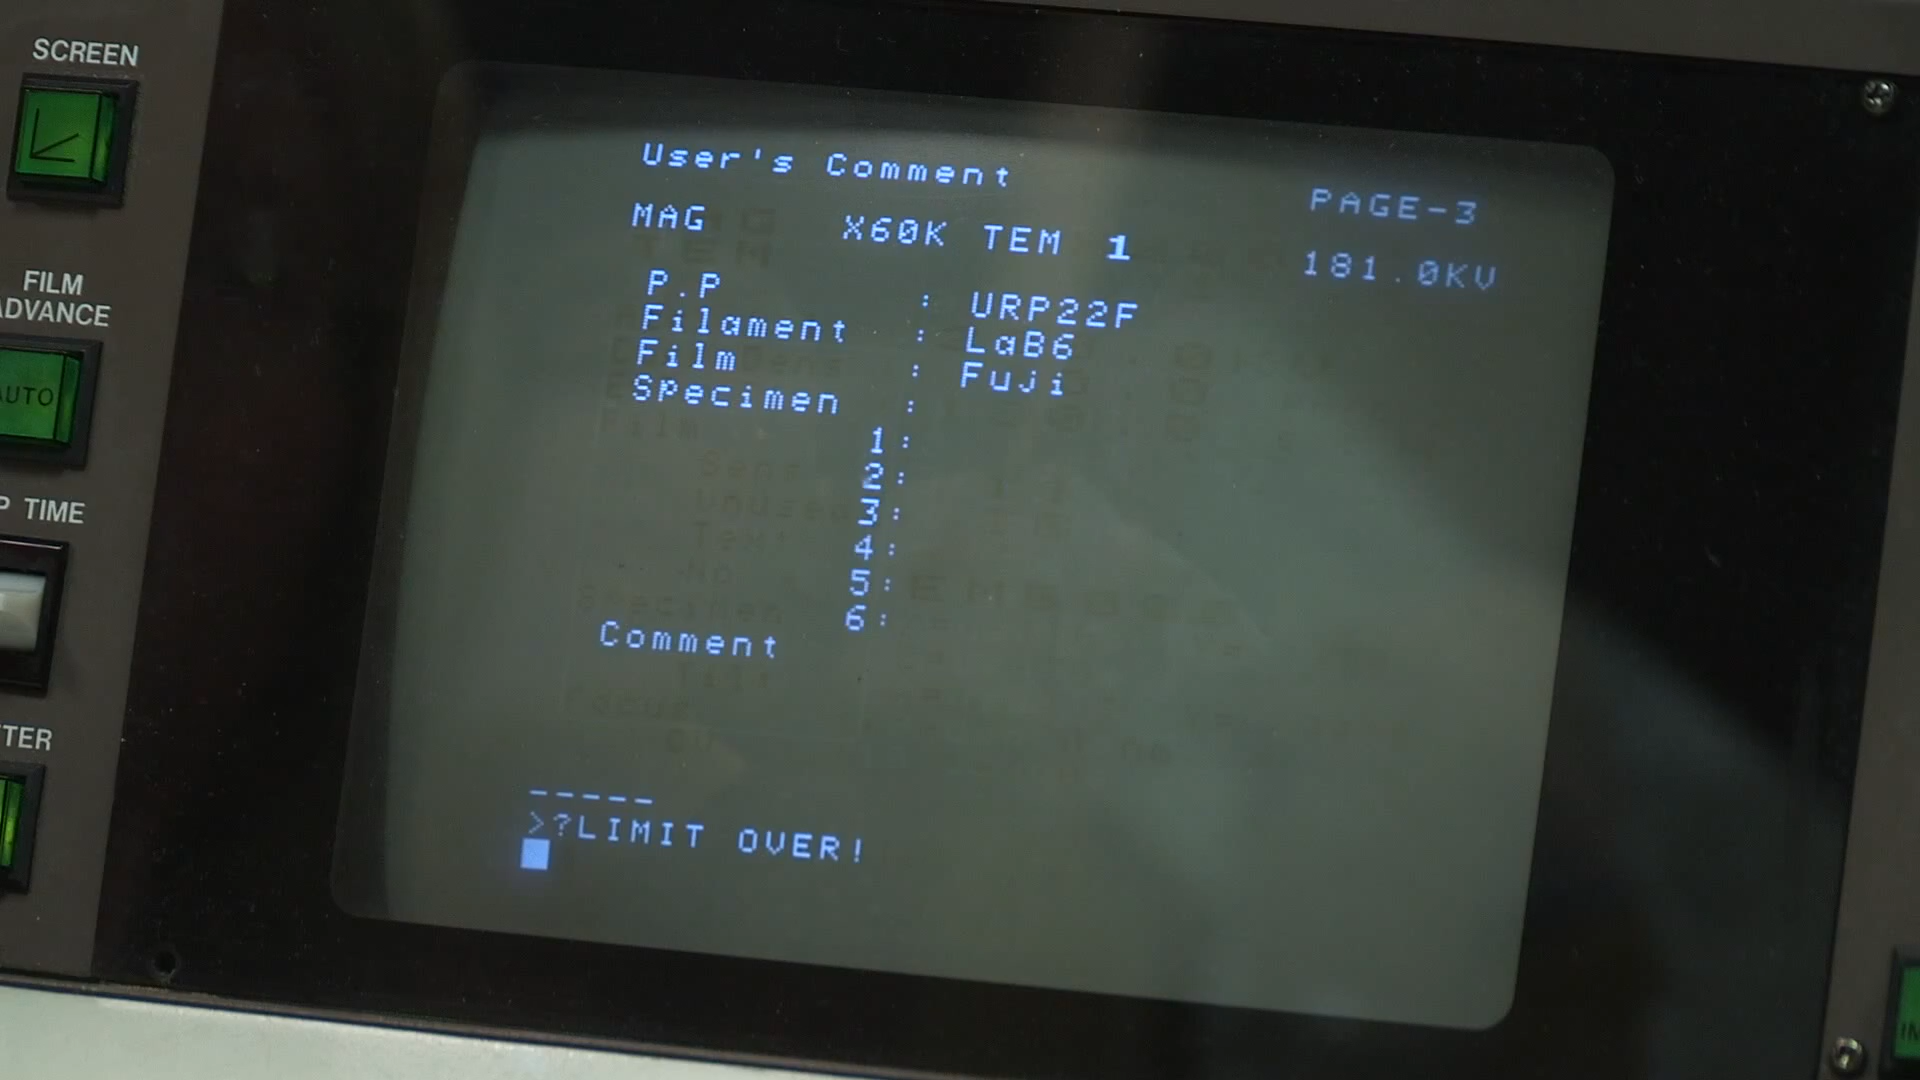 SCREEN
FILM
ADVANCE
AUTO
P TIME
TTER
User's Comment
PAGE-3
MAG X60K TEM 1
181.0KV
P.P : URP22F
Filament : LaB6
Film : Fuji
Specimen :
1:
2:
3:
4:
5:
6:
Comment
-----
>?LIMIT OVER!